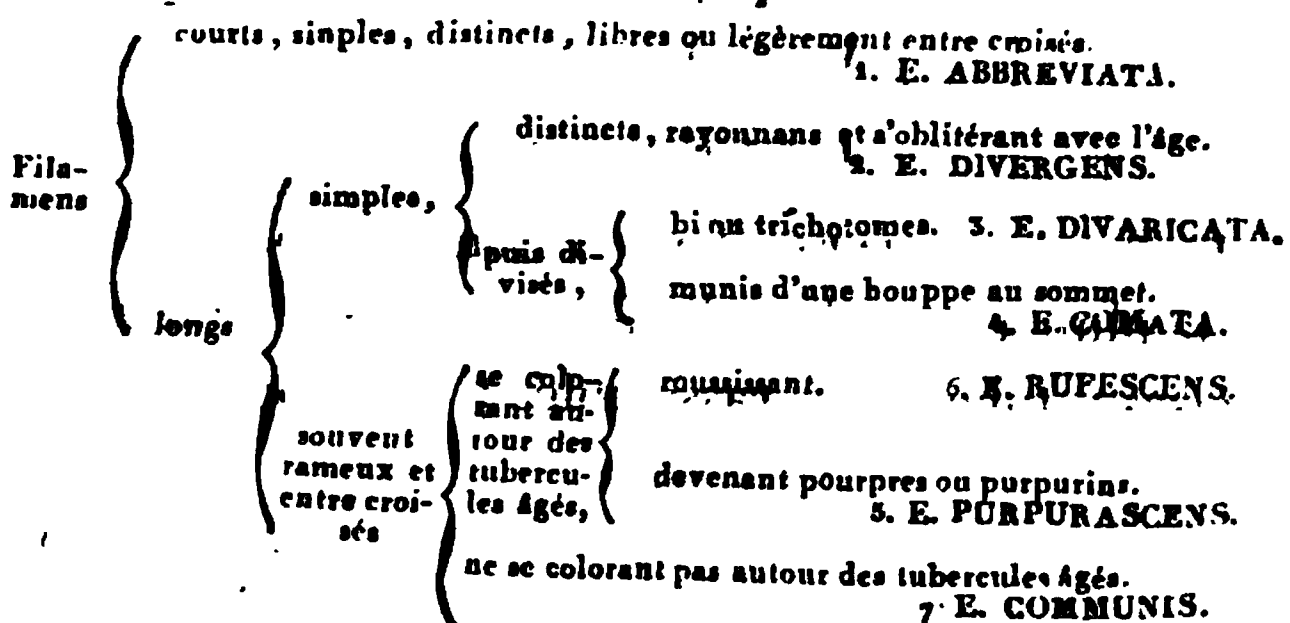 courts, sinples, distincts, libres ou légèrement entre croisés.
1. E. ABBREVIATA.
Fila-
mens
distincts, rayonnans et s'oblitérant avec l'âge.
2. E. DIVERGENS.
simples,
puis di-
visés,
bi ou trichotomes. 3. E. DIVARICATA.
munis d'une houppe au sommet.
4. E. COMATA.
longs
souvent
rameux et
entre croi-
sés
se colo-
rant au-
tour des
tubercu-
les âgés,
roussissant. 6. E. RUFESCENS.
devenant pourpres ou purpurins.
5. E. PURPURASCENS.
ne se colorant pas autour des tubercules âgés.
7. E. COMMUNIS.